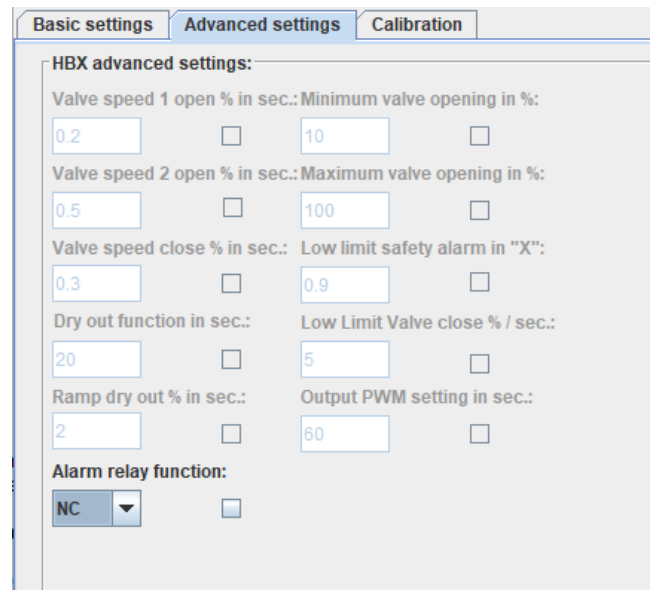 Basic settings Advanced settings Calibration
HBX advanced settings:
Valve speed 1 open % in sec.: Minimum valve opening in %:
0.2 10
Valve speed 2 open % in sec.: Maximum valve opening in %:
0.5 100
Valve speed close % in sec.: Low limit safety alarm in "X":
0.3 0.9
Dry out function in sec.: Low Limit Valve close % / sec.:
20 5
Ramp dry out % in sec.: Output PWM setting in sec.:
2 60
Alarm relay function:
NC